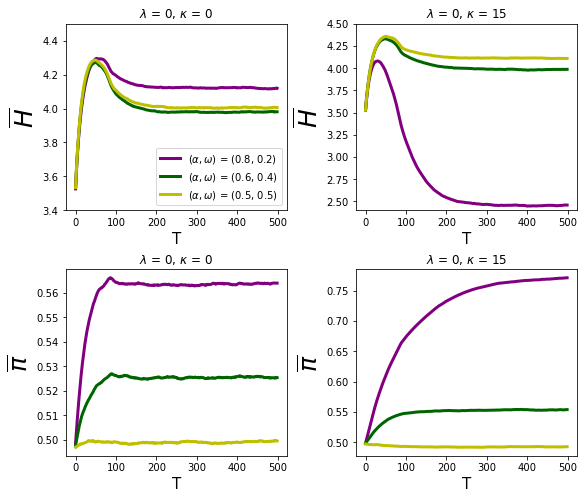 λ = 0, κ = 0
4.4
4.2
4.0
3.8
3.6
3.4
H̅
0 100 200 300 400 500
T
(α, ω) = (0.8, 0.2)
(α, ω) = (0.6, 0.4)
(α, ω) = (0.5, 0.5)
λ = 0, κ = 15
4.50
4.25
4.00
3.75
3.50
3.25
3.00
2.75
2.50
H̅
0 100 200 300 400 500
T
λ = 0, κ = 0
0.56
0.55
0.54
0.53
0.52
0.51
0.50
π̅
0 100 200 300 400 500
T
λ = 0, κ = 15
0.75
0.70
0.65
0.60
0.55
0.50
π̅
0 100 200 300 400 500
T